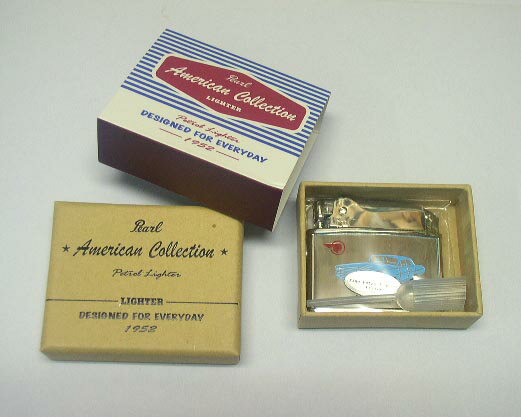 Pearl
American Collection
LIGHTER
Petrol Lighter
DESIGNED FOR EVERYDAY
1952
Pearl
★ American Collection ★
Petrol Lighter
LIGHTER
DESIGNED FOR EVERYDAY
1952